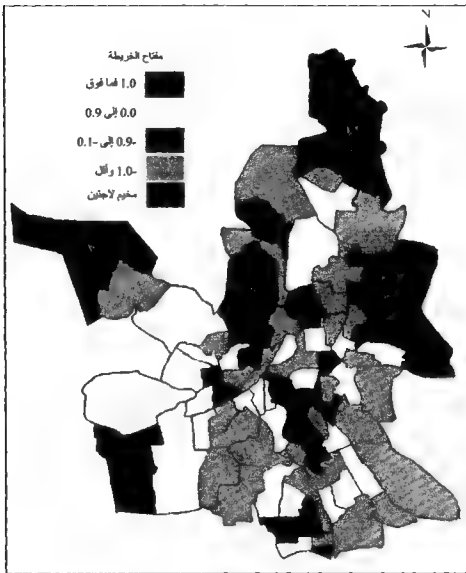 مفتاح الخريطة
1.0 فما فوق
0.0 إلى 0.9
-0.9 إلى -0.1
-1.0 وأقل
مخيم لاجئين